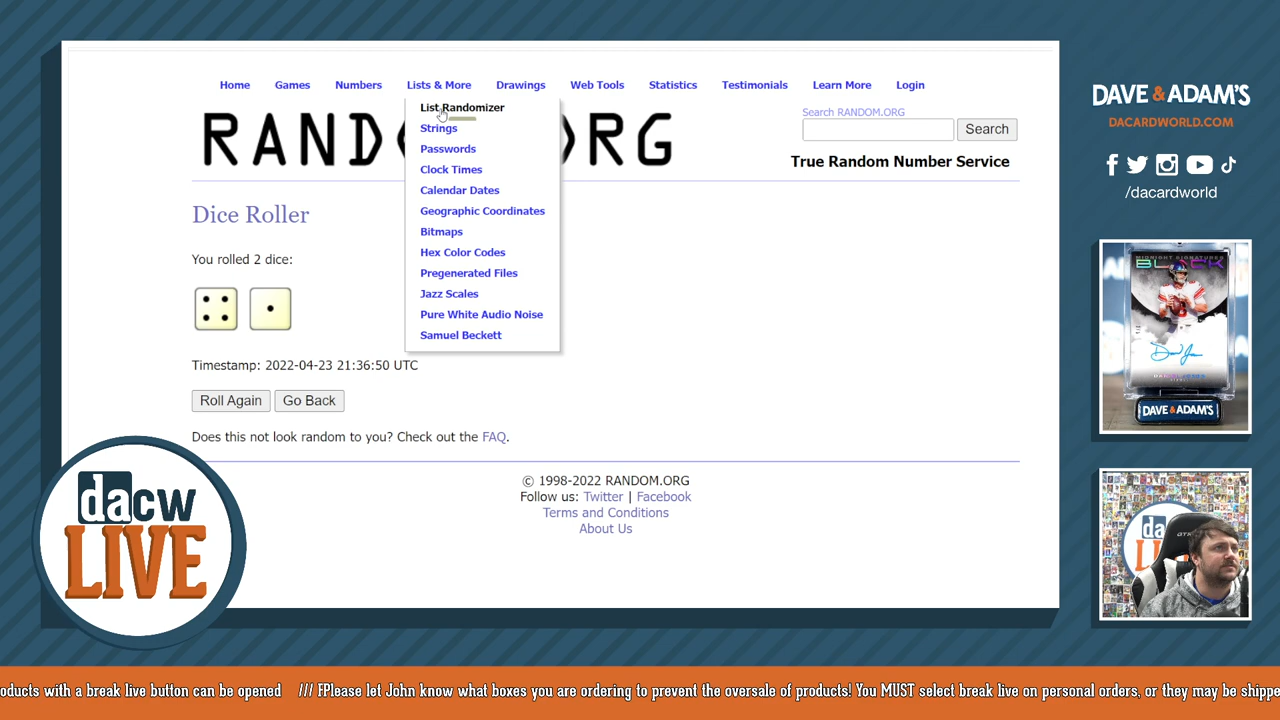 Home Games Numbers Lists & More Drawings Web Tools Statistics Testimonials Learn More Login
RANDO RG
Search RANDOM.ORG
Search
True Random Number Service
List Randomizer
Strings
Passwords
Clock Times
Calendar Dates
Geographic Coordinates
Bitmaps
Hex Color Codes
Pregenerated Files
Jazz Scales
Pure White Audio Noise
Samuel Beckett
Dice Roller
You rolled 2 dice:
Timestamp: 2022-04-23 21:36:50 UTC
Roll Again Go Back
Does this not look random to you? Check out the FAQ.
© 1998-2022 RANDOM.ORG
Follow us: Twitter | Facebook
Terms and Conditions
About Us
DAVE & ADAM'S
DACARDWORLD.COM
/dacardworld
MIDNIGHT SIGNATURES
BLACK
DAVE & ADAM'S
dacw
LIVE
oducts with a break live button can be opened /// FPlease let John know what boxes you are ordering to prevent the oversale of products! You MUST select break live on personal orders, or they may be shippe